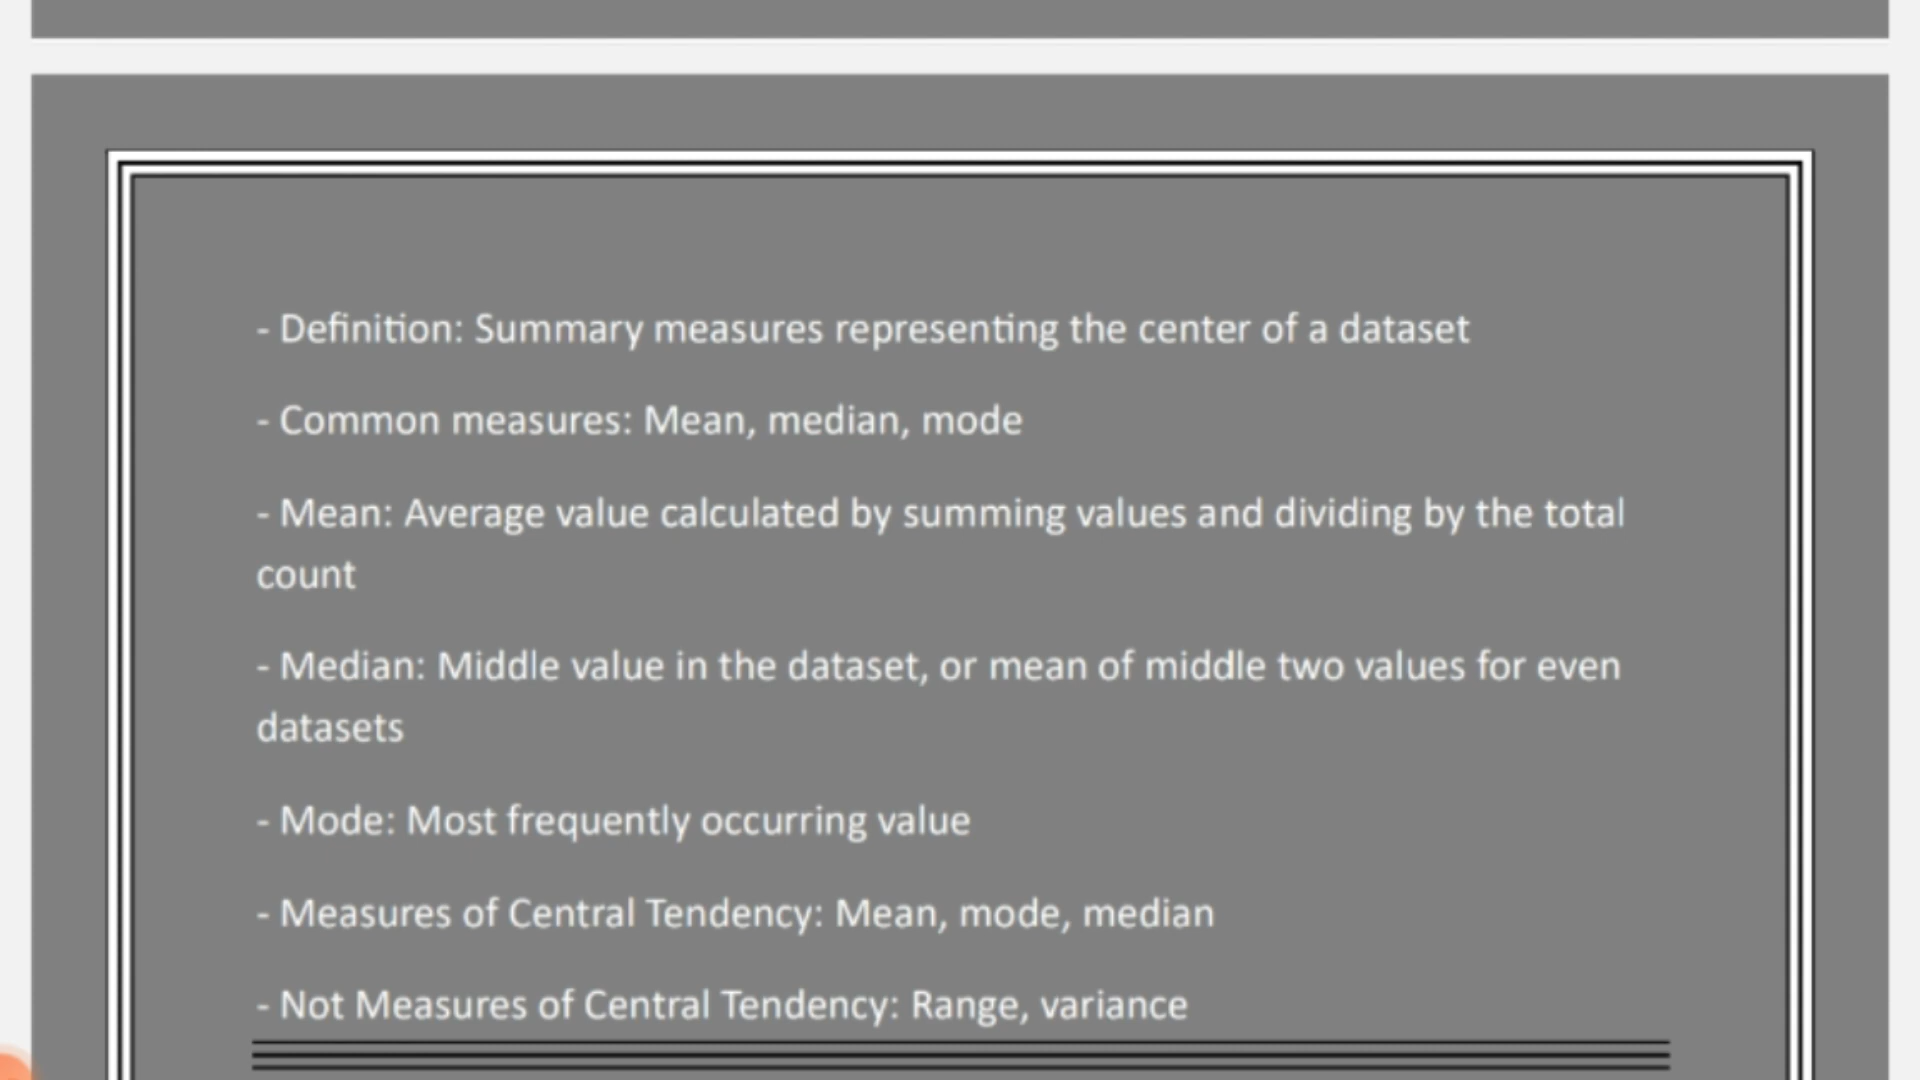 - Definition: Summary measures representing the center of a dataset
- Common measures: Mean, median, mode
- Mean: Average value calculated by summing values and dividing by the total
count
- Median: Middle value in the dataset, or mean of middle two values for even
datasets
- Mode: Most frequently occurring value
- Measures of Central Tendency: Mean, mode, median
- Not Measures of Central Tendency: Range, variance